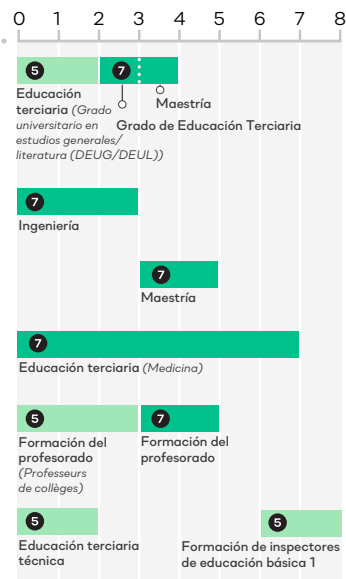 0 1 2 3 4 5 6 7 8
5 7
Educación
terciaria (Grado
universitario en
estudios generales/
literatura (DEUG/DEUL))
Maestría
Grado de Educación Terciaria
7
Ingeniería
7
Maestría
7
Educación terciaria (Medicina)
5 7
Formación del
profesorado
(Professeurs
de collèges)
Formación del
profesorado
5 5
Educación terciaria
técnica
Formación de inspectores
de educación básica 1